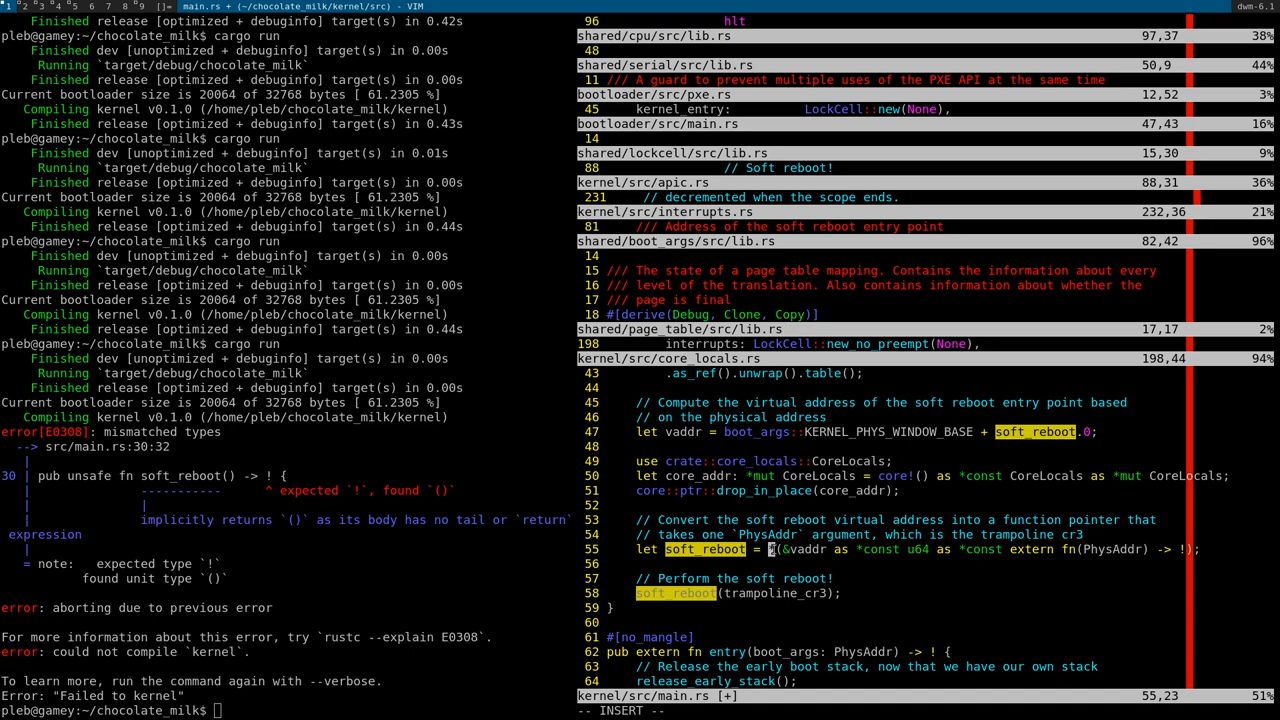 1 2 3 4 5 6 7 8 9 []= main.rs + (~/chocolate_milk/kernel/src) - VIM dwm-6.1
Finished release [optimized + debuginfo] target(s) in 0.42s
pleb@gamey:~/chocolate_milk$ cargo run
Finished dev [unoptimized + debuginfo] target(s) in 0.00s
Running `target/debug/chocolate_milk`
Finished release [optimized + debuginfo] target(s) in 0.00s
Current bootloader size is 20064 of 32768 bytes [ 61.2305 %]
Compiling kernel v0.1.0 (/home/pleb/chocolate_milk/kernel)
Finished release [optimized + debuginfo] target(s) in 0.43s
pleb@gamey:~/chocolate_milk$ cargo run
Finished dev [unoptimized + debuginfo] target(s) in 0.01s
Running `target/debug/chocolate_milk`
Finished release [optimized + debuginfo] target(s) in 0.00s
Current bootloader size is 20064 of 32768 bytes [ 61.2305 %]
Compiling kernel v0.1.0 (/home/pleb/chocolate_milk/kernel)
Finished release [optimized + debuginfo] target(s) in 0.44s
pleb@gamey:~/chocolate_milk$ cargo run
Finished dev [unoptimized + debuginfo] target(s) in 0.00s
Running `target/debug/chocolate_milk`
Finished release [optimized + debuginfo] target(s) in 0.00s
Current bootloader size is 20064 of 32768 bytes [ 61.2305 %]
Compiling kernel v0.1.0 (/home/pleb/chocolate_milk/kernel)
Finished release [optimized + debuginfo] target(s) in 0.44s
pleb@gamey:~/chocolate_milk$ cargo run
Finished dev [unoptimized + debuginfo] target(s) in 0.00s
Running `target/debug/chocolate_milk`
Finished release [optimized + debuginfo] target(s) in 0.00s
Current bootloader size is 20064 of 32768 bytes [ 61.2305 %]
Compiling kernel v0.1.0 (/home/pleb/chocolate_milk/kernel)
error[E0308]: mismatched types
--> src/main.rs:30:32
|
30 | pub unsafe fn soft_reboot() -> ! {
| ----------- ^ expected `!`, found `()`
| |
| implicitly returns `()` as its body has no tail or `return`
expression
|
= note: expected type `!`
found unit type `()`
error: aborting due to previous error
For more information about this error, try `rustc --explain E0308`.
error: could not compile `kernel`.
To learn more, run the command again with --verbose.
Error: "Failed to kernel"
pleb@gamey:~/chocolate_milk$
96 hlt
shared/cpu/src/lib.rs 97,37 38%
48
shared/serial/src/lib.rs 50,9 44%
11 /// A guard to prevent multiple uses of the PXE API at the same time
bootloader/src/pxe.rs 12,52 3%
45 kernel_entry: LockCell::new(None),
bootloader/src/main.rs 47,43 16%
14
shared/lockcell/src/lib.rs 15,30 9%
88 // Soft reboot!
kernel/src/apic.rs 88,31 36%
231 // decremented when the scope ends.
kernel/src/interrupts.rs 232,36 21%
81 /// Address of the soft reboot entry point
shared/boot_args/src/lib.rs 82,42 96%
14
15 /// The state of a page table mapping. Contains the information about every
16 /// level of the translation. Also contains information about whether the
17 /// page is final
18 #[derive(Debug, Clone, Copy)]
shared/page_table/src/lib.rs 17,17 2%
198 interrupts: LockCell::new_no_preempt(None),
kernel/src/core_locals.rs 198,44 94%
43 .as_ref().unwrap().table();
44
45 // Compute the virtual address of the soft reboot entry point based
46 // on the physical address
47 let vaddr = boot_args::KERNEL_PHYS_WINDOW_BASE + soft_reboot.0;
48
49 use crate::core_locals::CoreLocals;
50 let core_addr: *mut CoreLocals = core!() as *const CoreLocals as *mut CoreLocals;
51 core::ptr::drop_in_place(core_addr);
52
53 // Convert the soft reboot virtual address into a function pointer that
54 // takes one `PhysAddr` argument, which is the trampoline cr3
55 let soft_reboot = *(&vaddr as *const u64 as *const extern fn(PhysAddr) -> !);
56
57 // Perform the soft reboot!
58 soft_reboot(trampoline_cr3);
59 }
60
61 #[no_mangle]
62 pub extern fn entry(boot_args: PhysAddr) -> ! {
63 // Release the early boot stack, now that we have our own stack
64 release_early_stack();
kernel/src/main.rs [+] 55,23 51%
-- INSERT --